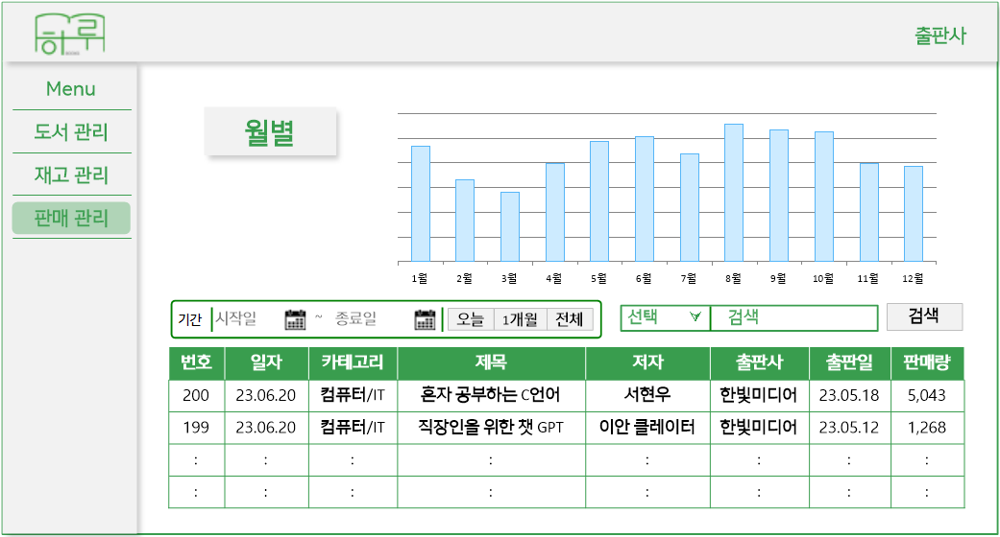 하루
출판사
Menu
도서 관리
재고 관리
판매 관리
월별
1월 2월 3월 4월 5월 6월 7월 8월 9월 10월 11월 12월
기간 시작일 ~ 종료일 오늘 1개월 전체 선택 검색 검색
번호 일자 카테고리 제목 저자 출판사 출판일 판매량
200 23.06.20 컴퓨터/IT 혼자 공부하는 C언어 서현우 한빛미디어 23.05.18 5,043
199 23.06.20 컴퓨터/IT 직장인을 위한 챗 GPT 이안 클레이터 한빛미디어 23.05.12 1,268
: : : : : : : :
: : : : : : : :